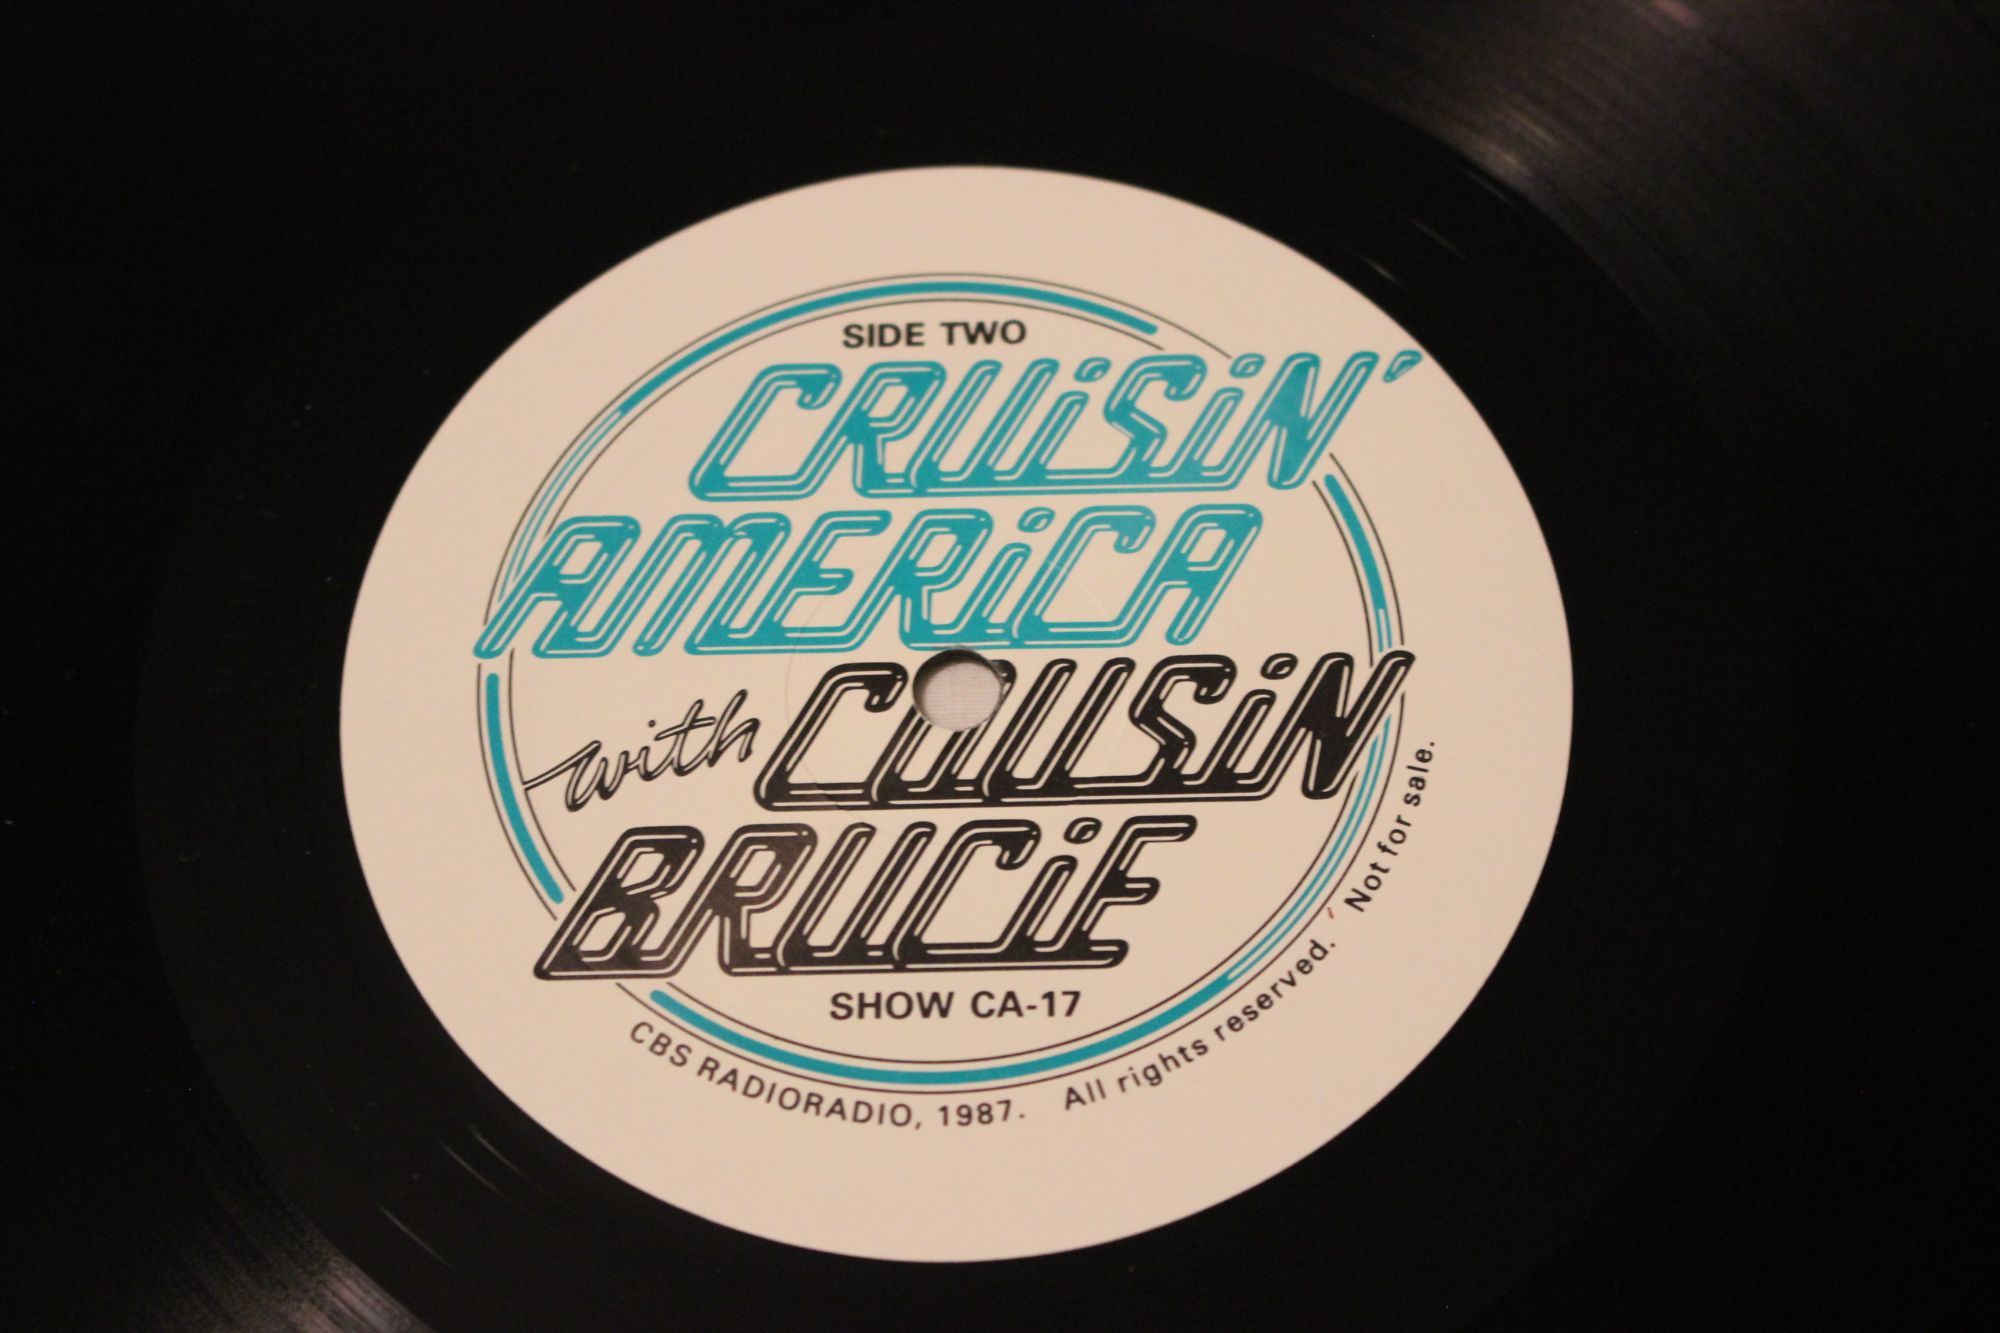 SIDE TWO
CRUiSiN'
AMERiCA
with COUSiN
BRUCiE
SHOW CA-17
CBS RADIORADIO, 1987. All rights reserved. Not for sale.